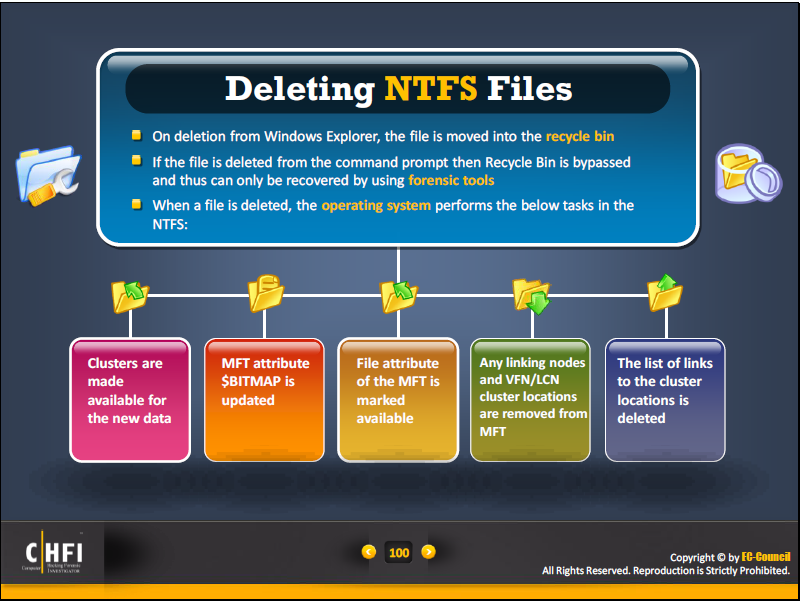 Deleting NTFS Files
On deletion from Windows Explorer, the file is moved into the recycle bin
If the file is deleted from the command prompt then Recycle Bin is bypassed
and thus can only be recovered by using forensic tools
When a file is deleted, the operating system performs the below tasks in the
NTFS:
Clusters are
made
available for
the new data
MFT attribute
$BITMAP is
updated
File attribute
of the MFT is
marked
available
Any linking nodes
and VFN/LCN
cluster locations
are removed from
MFT
The list of links
to the cluster
locations is
deleted
CHFI
Computer Hacking Forensic
INVESTIGATOR
100
Copyright © by EC-Council
All Rights Reserved. Reproduction is Strictly Prohibited.